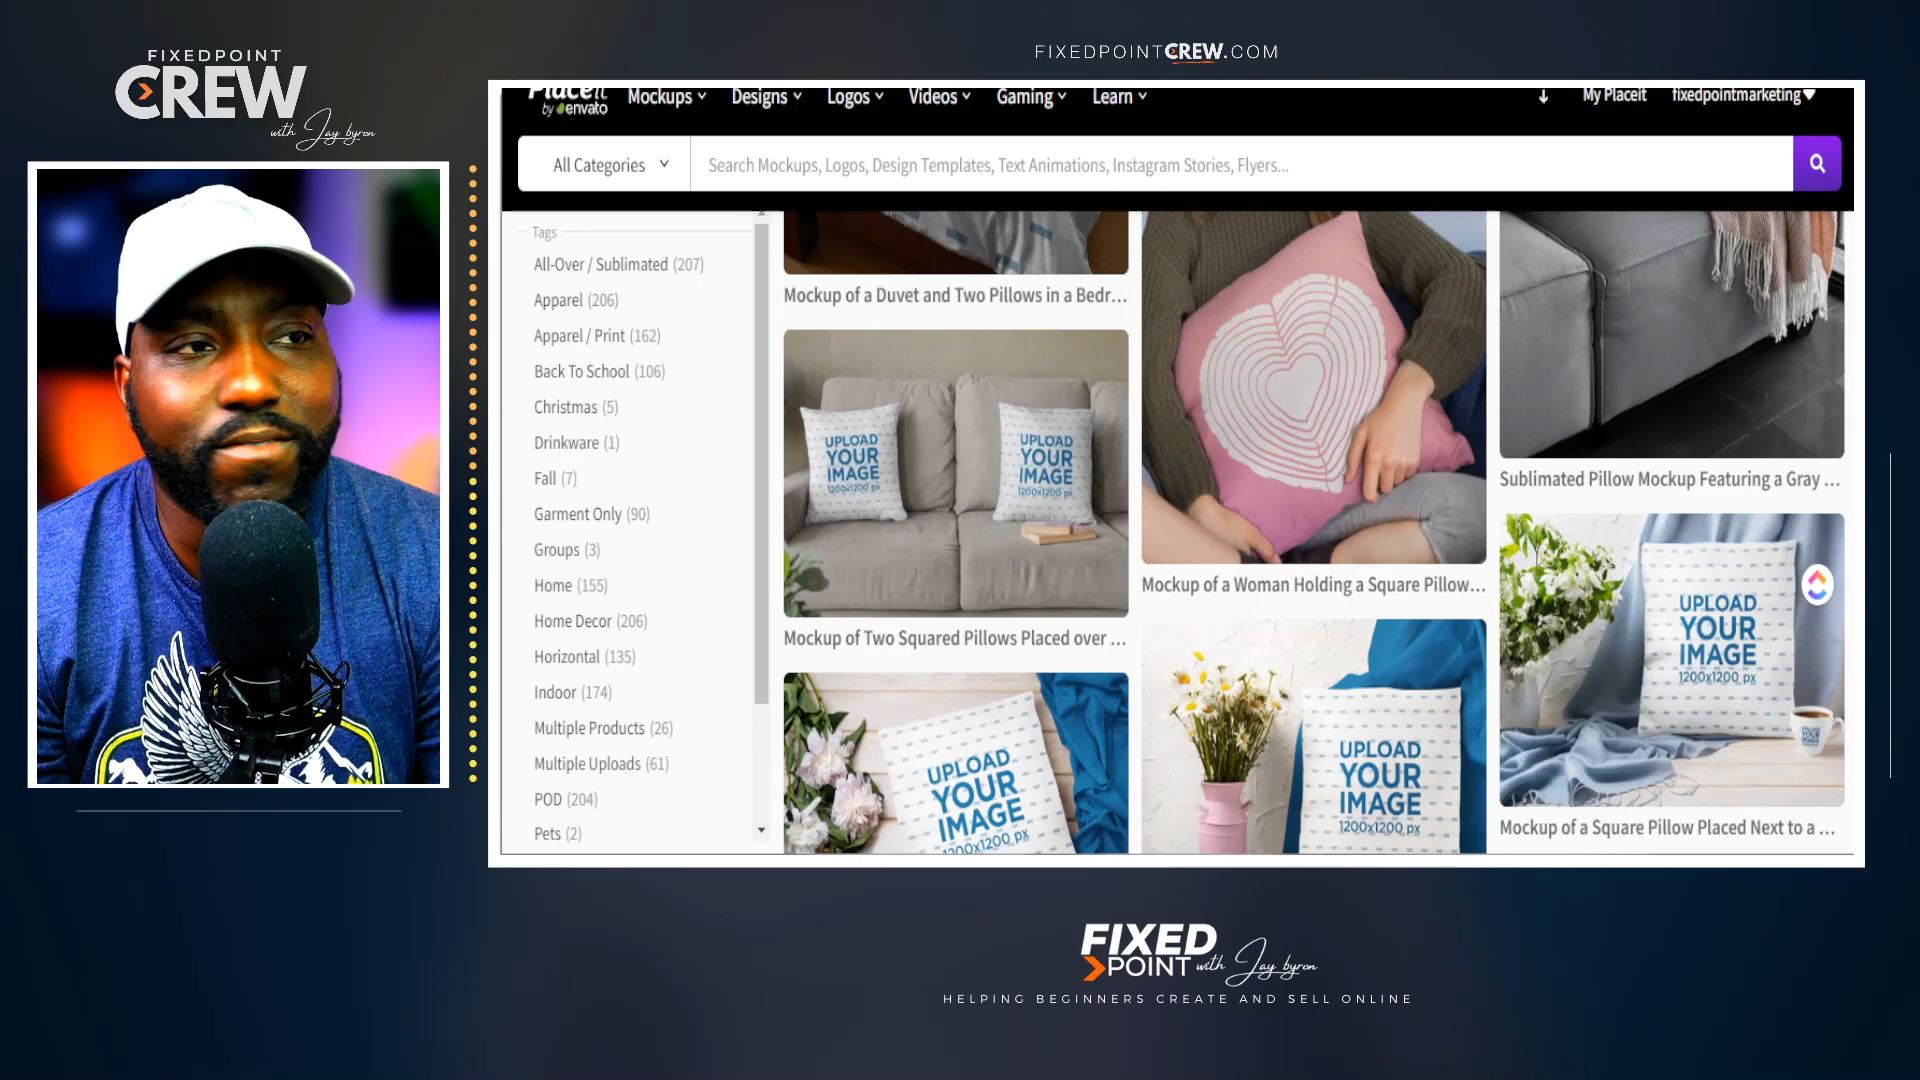 FIXEDPOINT
CREW
with Jay byron
FIXEDPOINTCREW.COM
Placeit
by envato
Mockups
Designs
Logos
Videos
Gaming
Learn
My Placeit
fixedpointmarketing
All Categories
Search Mockups, Logos, Design Templates, Text Animations, Instagram Stories, Flyers...
Tags
All-Over / Sublimated (207)
Apparel (206)
Apparel / Print (162)
Back To School (106)
Christmas (5)
Drinkware (1)
Fall (7)
Garment Only (90)
Groups (3)
Home (155)
Home Decor (206)
Horizontal (135)
Indoor (174)
Multiple Products (26)
Multiple Uploads (61)
POD (204)
Pets (2)
Mockup of a Duvet and Two Pillows in a Bedr...
UPLOAD
YOUR
IMAGE
1200x1200 px
UPLOAD
YOUR
IMAGE
1200x1200 px
Mockup of Two Squared Pillows Placed over ...
UPLOAD
YOUR
IMAGE
1200x1200 px
Mockup of a Woman Holding a Square Pillow...
UPLOAD
YOUR
IMAGE
1200x1200 px
Sublimated Pillow Mockup Featuring a Gray ...
UPLOAD
YOUR
IMAGE
1200x1200 px
Mockup of a Square Pillow Placed Next to a ...
FIXED
POINT with Jay byron
HELPING BEGINNERS CREATE AND SELL ONLINE